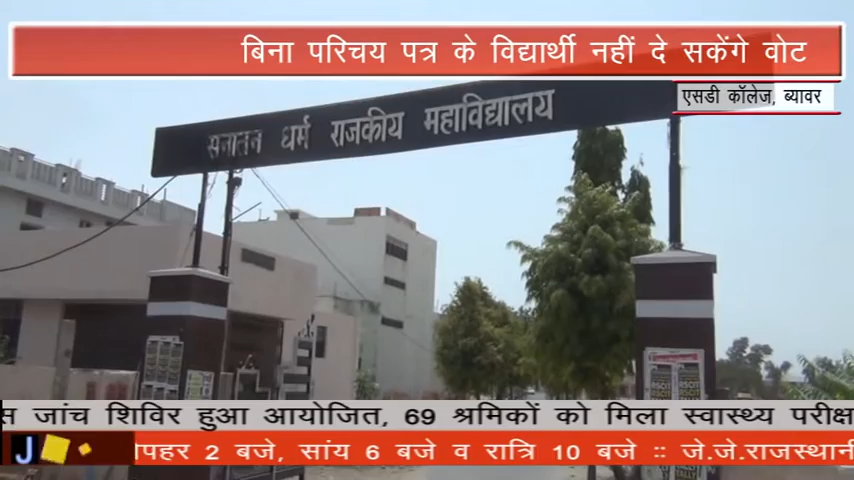 बिना परिचय पत्र के विद्यार्थी नहीं दे सकेंगे वोट
एसडी कॉलेज, ब्यावर
सनातन धर्म राजकीय महाविद्यालय
जांच शिविर हुआ आयोजित, 69 श्रमिकों को मिला स्वास्थ्य परीक्ष
J
पहर 2 बजे, सांय 6 बजे व रात्रि 10 बजे :: जे.जे.राजस्थानी